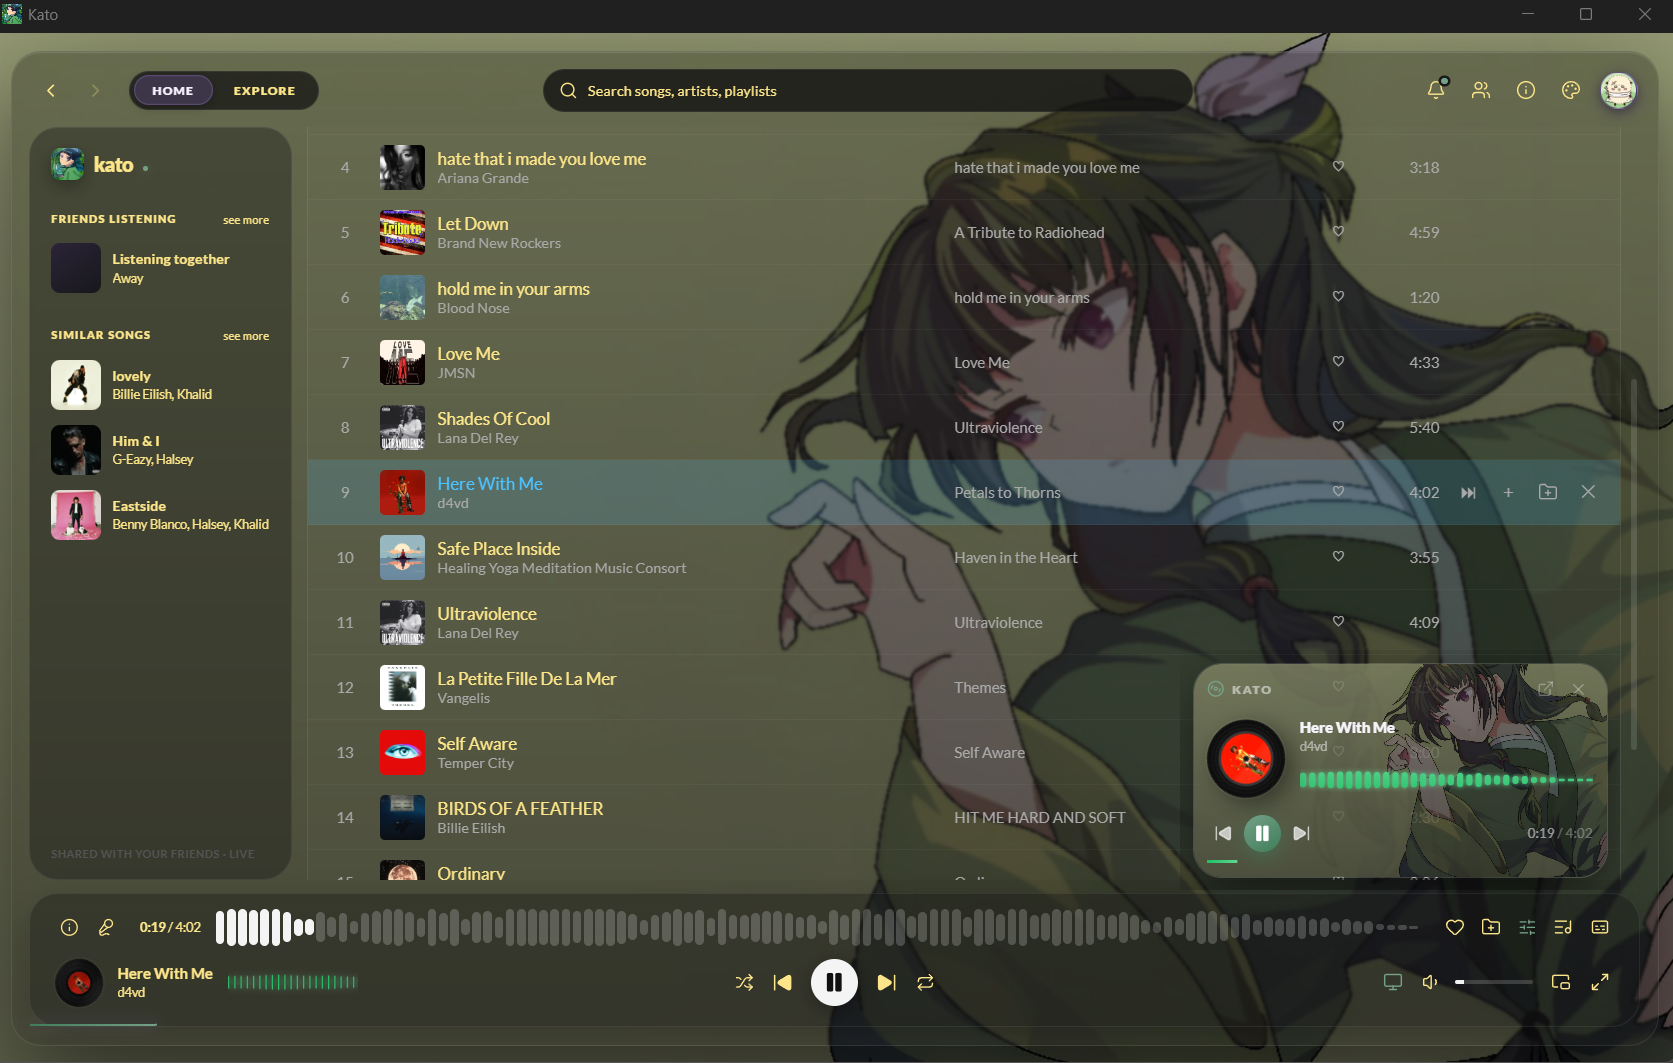 Kato
HOME
EXPLORE
Search songs, artists, playlists
kato
FRIENDS LISTENING
see more
Listening together
Away
SIMILAR SONGS
see more
lovely
Billie Eilish, Khalid
Him & I
G-Eazy, Halsey
Eastside
Benny Blanco, Halsey, Khalid
SHARED WITH YOUR FRIENDS · LIVE
4
hate that i made you love me
Ariana Grande
hate that i made you love me
3:18
5
Tribute
Let Down
Brand New Rockers
A Tribute to Radiohead
4:59
6
hold me in your arms
Blood Nose
hold me in your arms
1:20
7
LOVE
ME
Love Me
JMSN
Love Me
4:33
8
ULTRAVIOLENCE
Shades Of Cool
Lana Del Rey
Ultraviolence
5:40
9
Here With Me
d4vd
Petals to Thorns
4:02
10
Safe Place Inside
Healing Yoga Meditation Music Consort
Haven in the Heart
3:55
11
ULTRAVIOLENCE
Ultraviolence
Lana Del Rey
Ultraviolence
4:09
12
La Petite Fille De La Mer
Vangelis
Themes
13
Self Aware
Temper City
Self Aware
14
BIRDS OF A FEATHER
Billie Eilish
HIT ME HARD AND SOFT
3:30
Ordinary
KATO
Here With Me
d4vd
0:19 / 4:02
0:19 / 4:02
Here With Me
d4vd